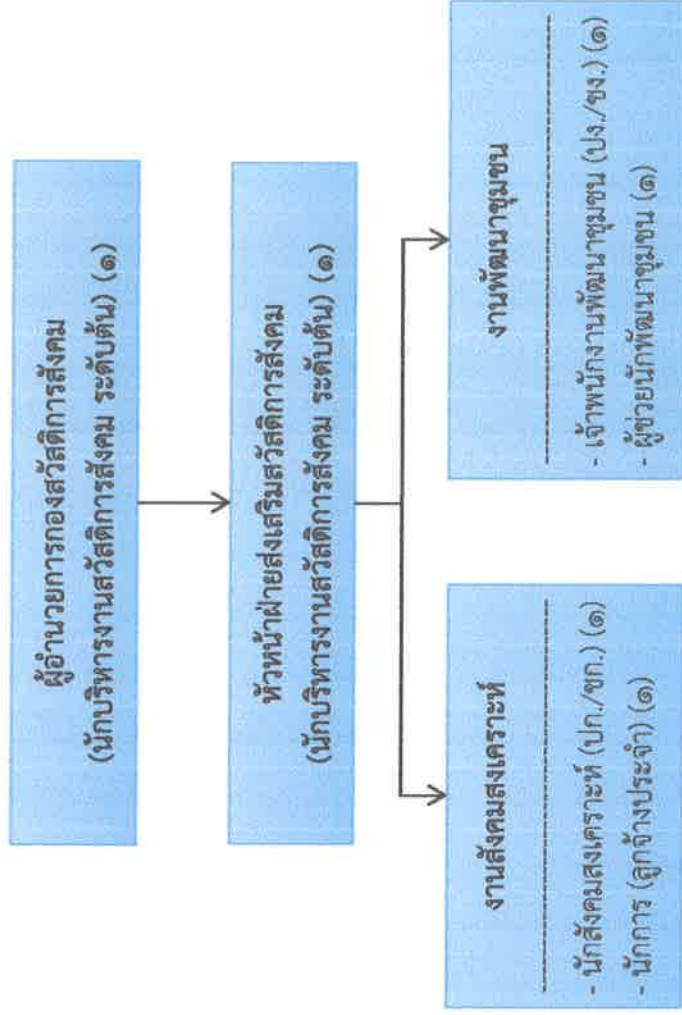 ผู้อำนวยการกองสวัสดิการสังคม
(นักบริหารงานสวัสดิการสังคม ระดับต้น) (๑)
หัวหน้าฝ่ายส่งเสริมสวัสดิการสังคม
(นักบริหารงานสวัสดิการสังคม ระดับต้น) (๑)
งานสังคมสงเคราะห์
- นักสังคมสงเคราะห์ (ปก./ชก.) (๑)
- นักการ (ลูกจ้างประจำ) (๑)
งานพัฒนาชุมชน
- เจ้าพนักงานพัฒนาชุมชน (ปง./ชง.) (๑)
- ผู้ช่วยนักพัฒนาชุมชน (๑)